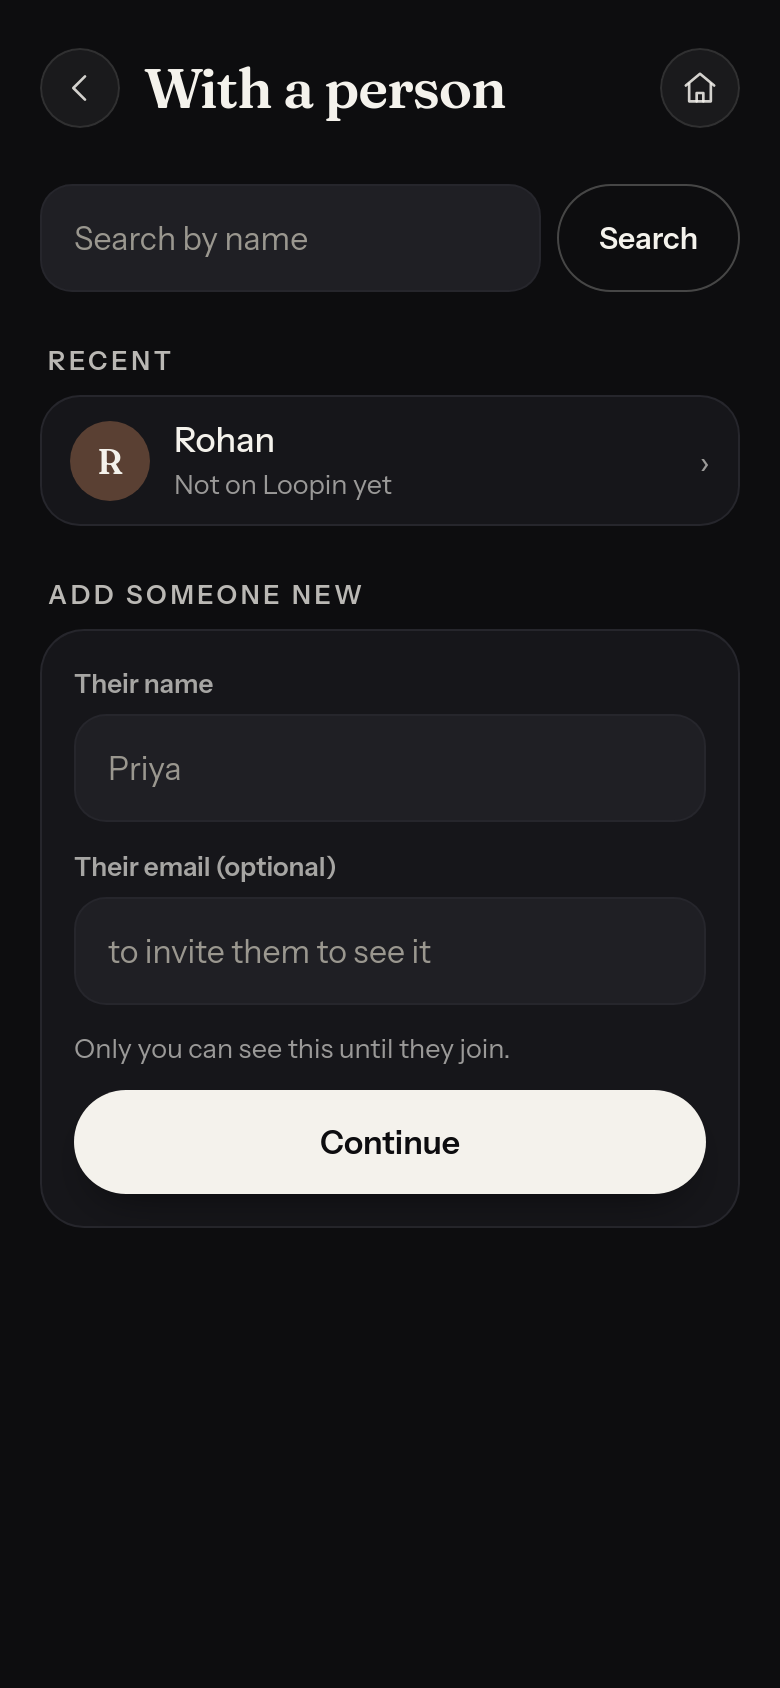 With a person
Search by name
Search
RECENT
R
Rohan
Not on Loopin yet
›
ADD SOMEONE NEW
Their name
Priya
Their email (optional)
to invite them to see it
Only you can see this until they join.
Continue